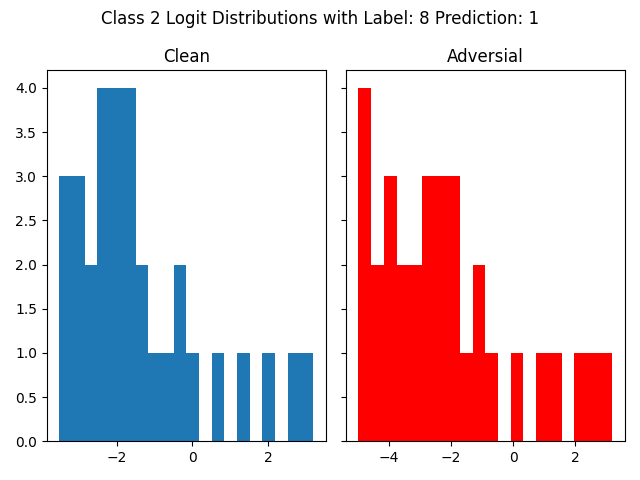 Class 2 Logit Distributions with Label: 8 Prediction: 1
Clean
Adversial
4.0
3.5
3.0
2.5
2.0
1.5
1.0
0.5
0.0
−2 0 2
−4 −2 0 2